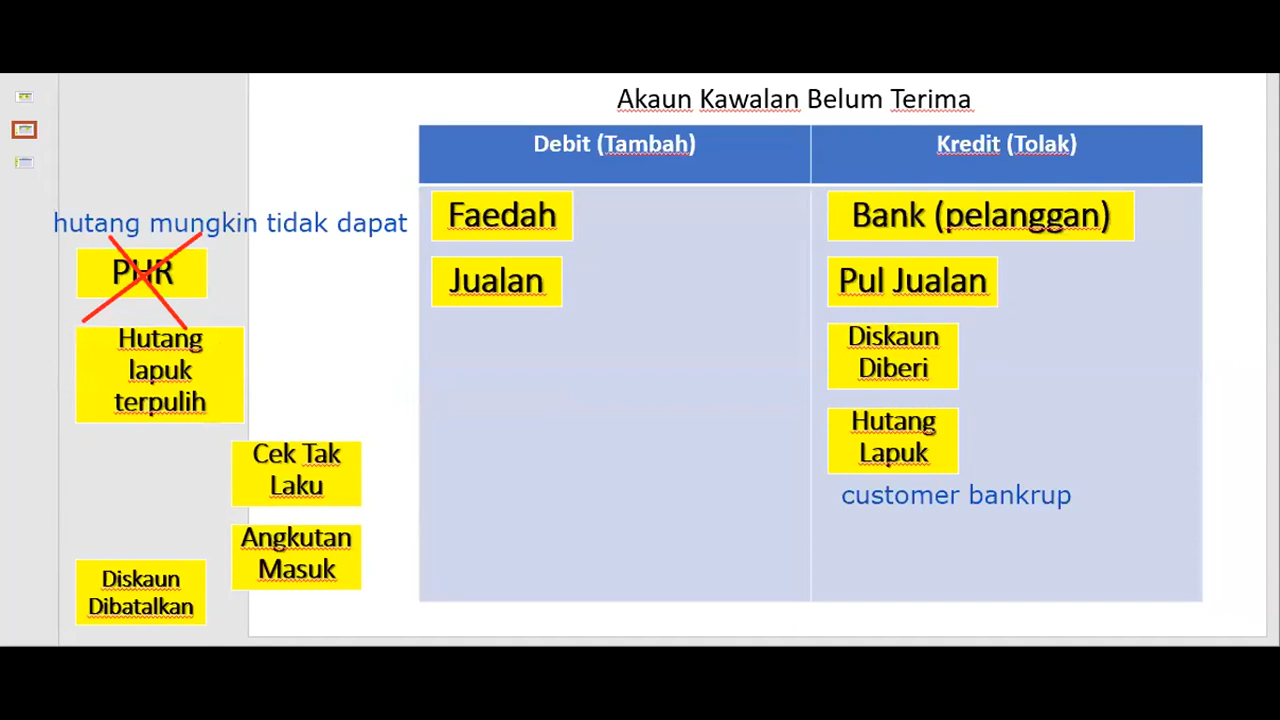 Akaun Kawalan Belum Terima
Debit (Tambah)
Kredit (Tolak)
Faedah
Bank (pelanggan)
Jualan
Pul Jualan
Diskaun
Diberi
Hutang
Lapuk
customer bankrup
hutang mungkin tidak dapat
PHR
Hutang
lapuk
terpulih
Cek Tak
Laku
Angkutan
Masuk
Diskaun
Dibatalkan